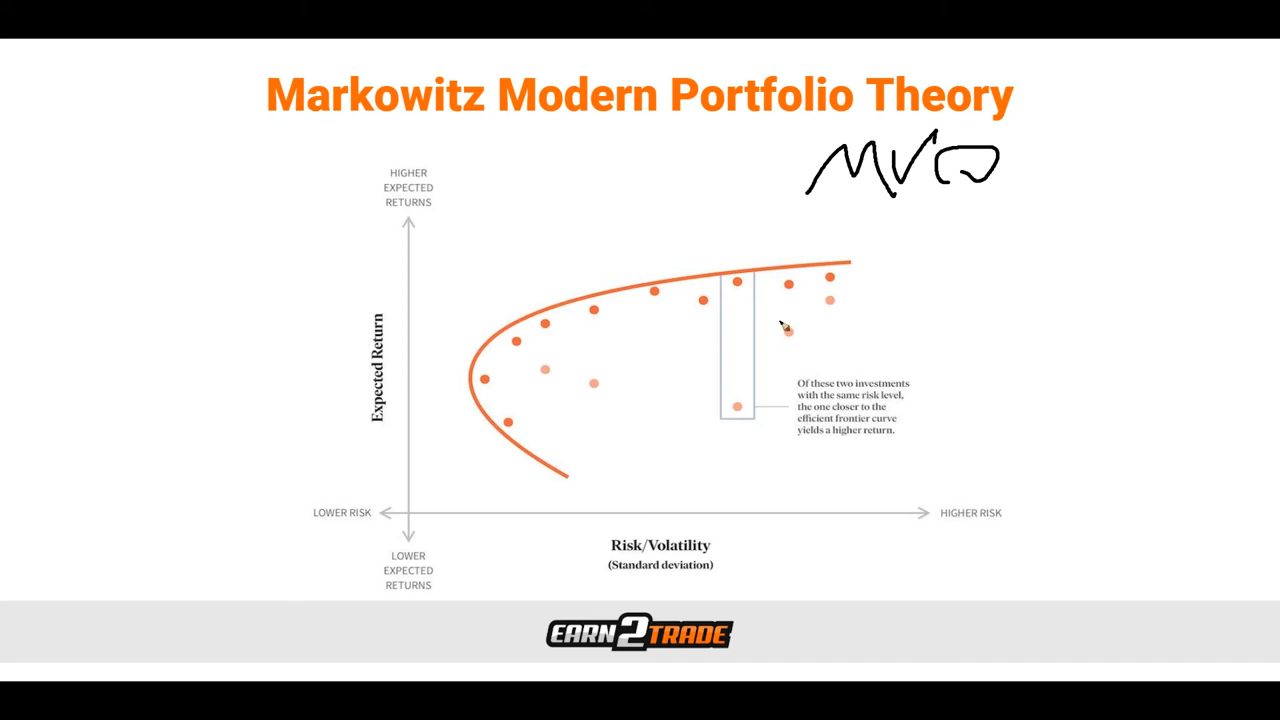 Markowitz Modern Portfolio Theory
HIGHER
EXPECTED
RETURNS
Expected Return
Of these two investments
with the same risk level,
the one closer to the
efficient frontier curve
yields a higher return.
LOWER RISK
HIGHER RISK
Risk/Volatility
(Standard deviation)
LOWER
EXPECTED
RETURNS
EARN2TRADE